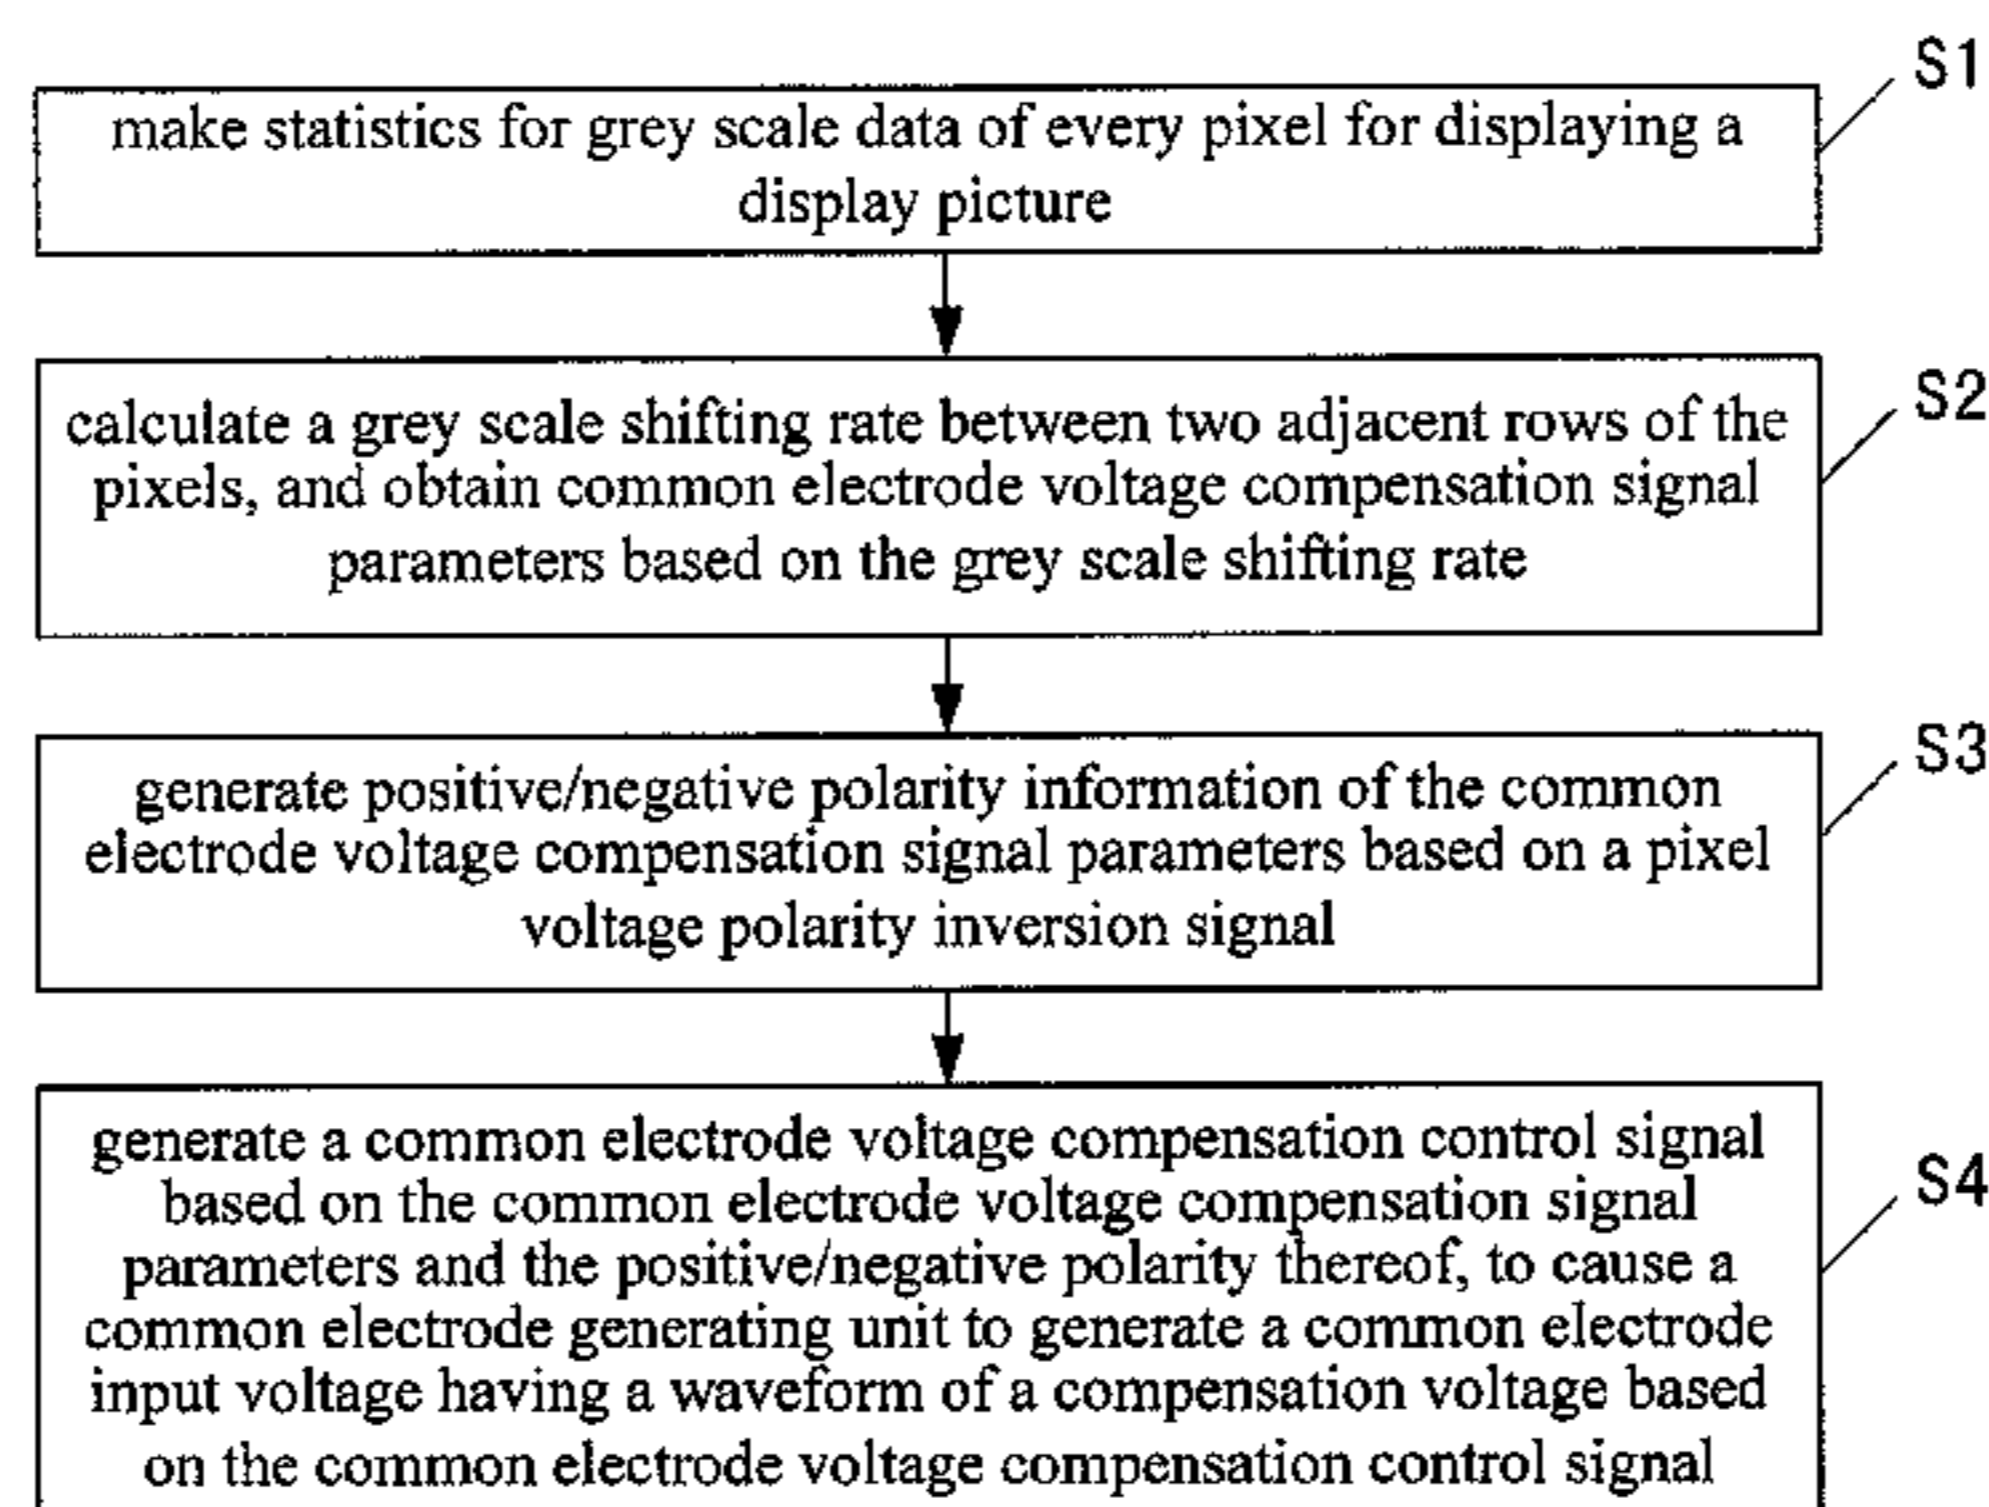 S1
make statistics for grey scale data of every pixel for displaying a
display picture
S2
calculate a grey scale shifting rate between two adjacent rows of the
pixels, and obtain common electrode voltage compensation signal
parameters based on the grey scale shifting rate
S3
generate positive/negative polarity information of the common
electrode voltage compensation signal parameters based on a pixel
voltage polarity inversion signal
S4
generate a common electrode voltage compensation control signal
based on the common electrode voltage compensation signal
parameters and the positive/negative polarity thereof, to cause a
common electrode generating unit to generate a common electrode
input voltage having a waveform of a compensation voltage based
on the common electrode voltage compensation control signal